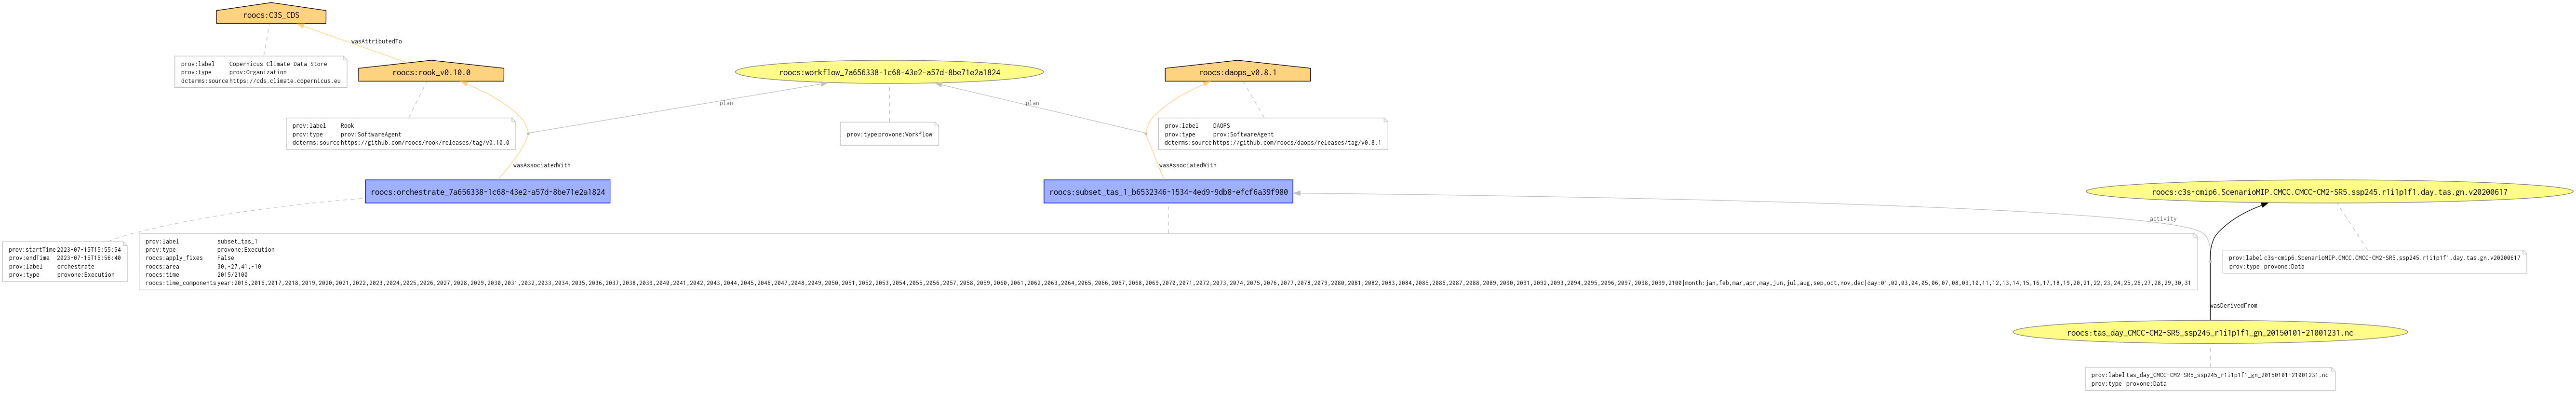 roocs:C3S_CDS
wasAttributedTo
prov:label Copernicus Climate Data Store
prov:type prov:Organization
dcterms:source https://cds.climate.copernicus.eu
roocs:rook_v0.10.0
roocs:workflow_7a656338-1c68-43e2-a57d-8be71e2a1824
roocs:daops_v0.8.1
plan
plan
prov:label Rook
prov:type prov:SoftwareAgent
dcterms:source https://github.com/roocs/rook/releases/tag/v0.10.0
prov:type provone:Workflow
prov:label DAOPS
prov:type prov:SoftwareAgent
dcterms:source https://github.com/roocs/daops/releases/tag/v0.8.1
wasAssociatedWith
wasAssociatedWith
roocs:orchestrate_7a656338-1c68-43e2-a57d-8be71e2a1824
roocs:subset_tas_1_b6532346-1534-4ed9-9db8-efcf6a39f980
roocs:c3s-cmip6.ScenarioMIP.CMCC.CMCC-CM2-SR5.ssp245.r1i1p1f1.day.tas.gn.v20200617
activity
prov:startTime 2023-07-15T15:55:54
prov:endTime 2023-07-15T15:56:40
prov:label orchestrate
prov:type provone:Execution
prov:label subset_tas_1
prov:type provone:Execution
roocs:apply_fixes False
roocs:area 30,-27,41,-10
roocs:time 2015/2100
roocs:time_components year:2015,2016,2017,2018,2019,2020,2021,2022,2023,2024,2025,2026,2027,2028,2029,2030,2031,2032,2033,2034,2035,2036,2037,2038,2039,2040,2041,2042,2043,2044,2045,2046,2047,2048,2049,2050,2051,2052,2053,2054,2055,2056,2057,2058,2059,2060,2061,2062,2063,2064,2065,2066,2067,2068,2069,2070,2071,2072,2073,2074,2075,2076,2077,2078,2079,2080,2081,2082,2083,2084,2085,2086,2087,2088,2089,2090,2091,2092,2093,2094,2095,2096,2097,2098,2099,2100|month:jan,feb,mar,apr,may,jun,jul,aug,sep,oct,nov,dec|day:01,02,03,04,05,06,07,08,09,10,11,12,13,14,15,16,17,18,19,20,21,22,23,24,25,26,27,28,29,30,31
prov:label c3s-cmip6.ScenarioMIP.CMCC.CMCC-CM2-SR5.ssp245.r1i1p1f1.day.tas.gn.v20200617
prov:type provone:Data
wasDerivedFrom
roocs:tas_day_CMCC-CM2-SR5_ssp245_r1i1p1f1_gn_20150101-21001231.nc
prov:label tas_day_CMCC-CM2-SR5_ssp245_r1i1p1f1_gn_20150101-21001231.nc
prov:type provone:Data